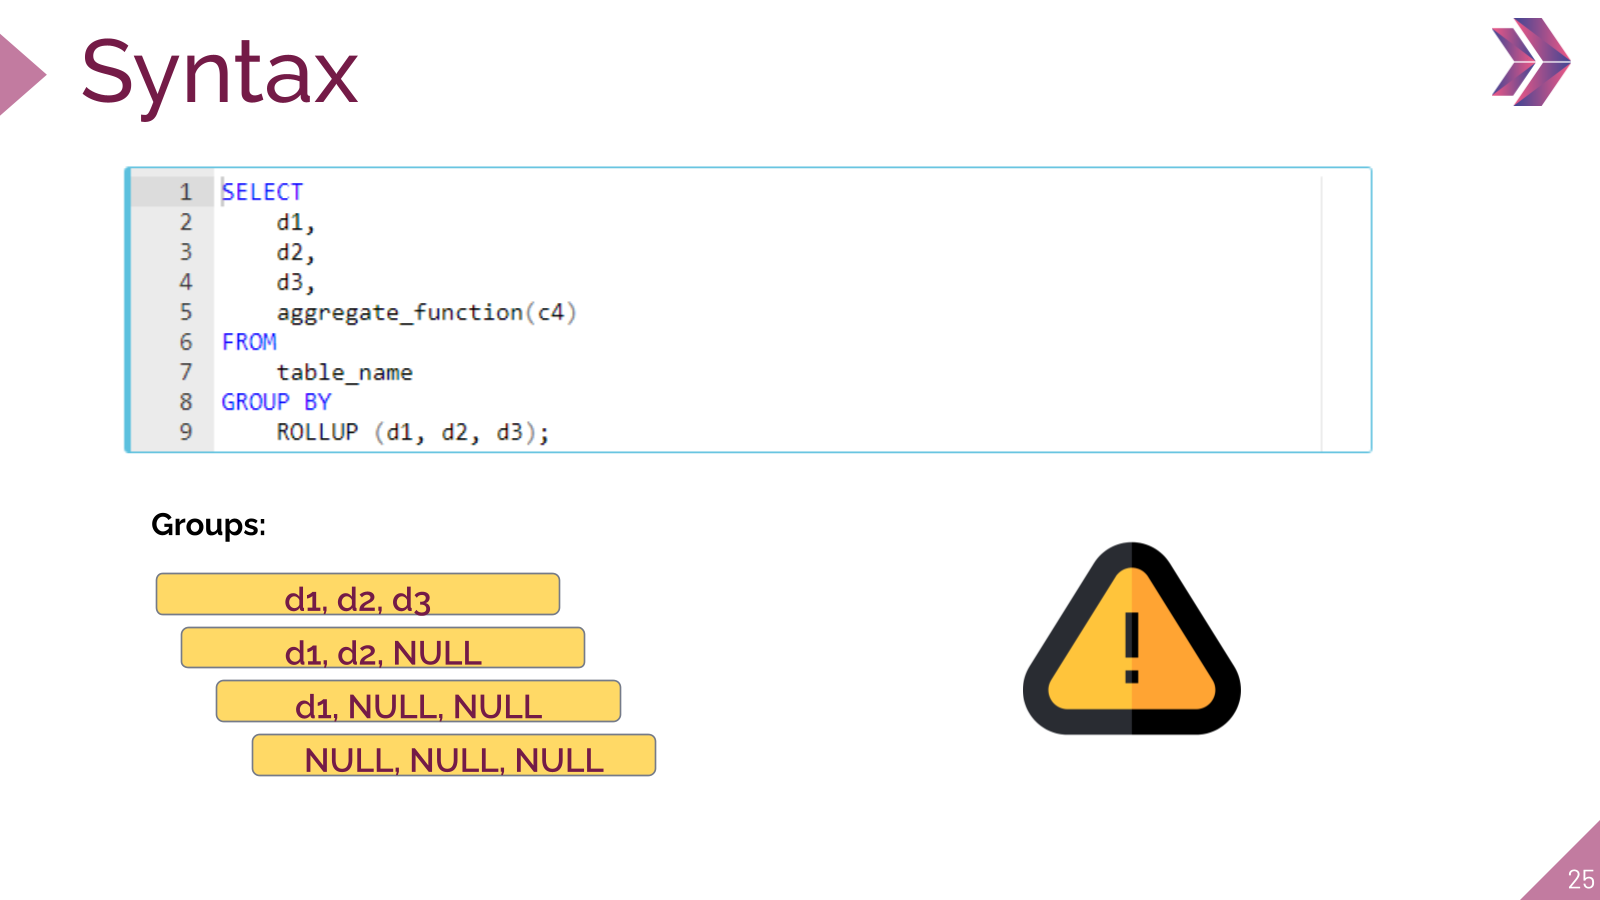 Syntax
1 SELECT
2 d1,
3 d2,
4 d3,
5 aggregate_function(c4)
6 FROM
7 table_name
8 GROUP BY
9 ROLLUP (d1, d2, d3);
Groups:
d1, d2, d3
d1, d2, NULL
d1, NULL, NULL
NULL, NULL, NULL
!
25